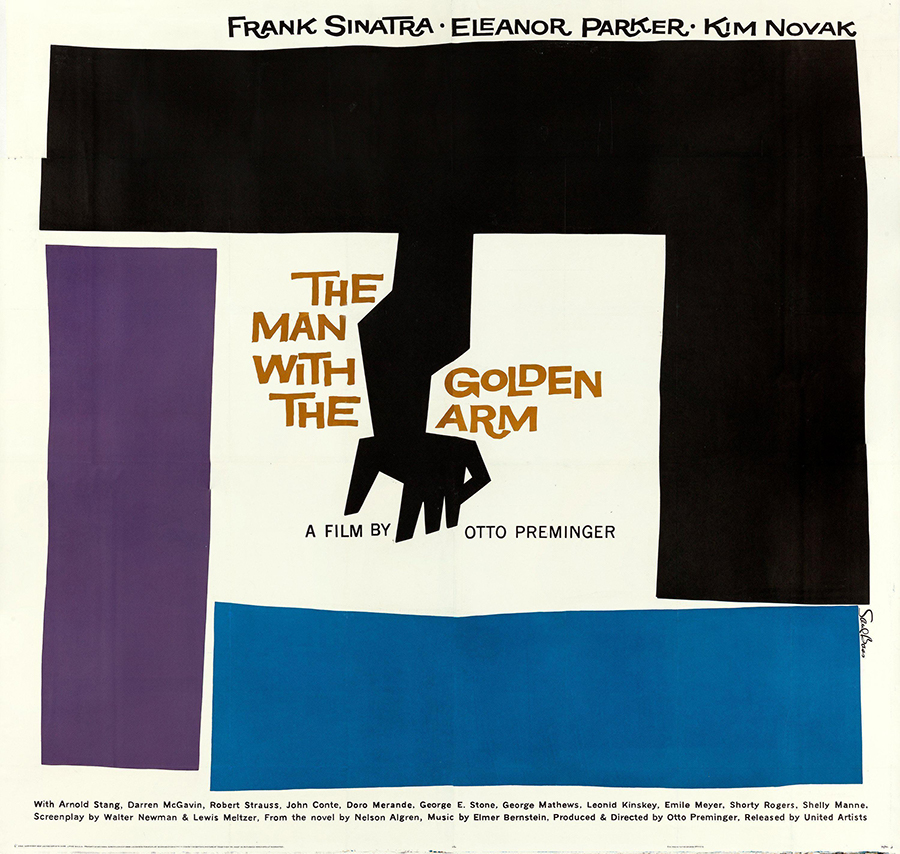 FRANK SINATRA · ELEANOR PARKER · KIM NOVAK
THE
MAN
WITH
THE
GOLDEN
ARM
A FILM BY OTTO PREMINGER
Saul Bass
With Arnold Stang, Darren McGavin, Robert Strauss, John Conte, Doro Merande, George E. Stone, George Mathews, Leonid Kinskey, Emile Meyer, Shorty Rogers, Shelly Manne,
Screenplay by Walter Newman & Lewis Meltzer, From the novel by Nelson Algren, Music by Elmer Bernstein, Produced & Directed by Otto Preminger, Released by United Artists